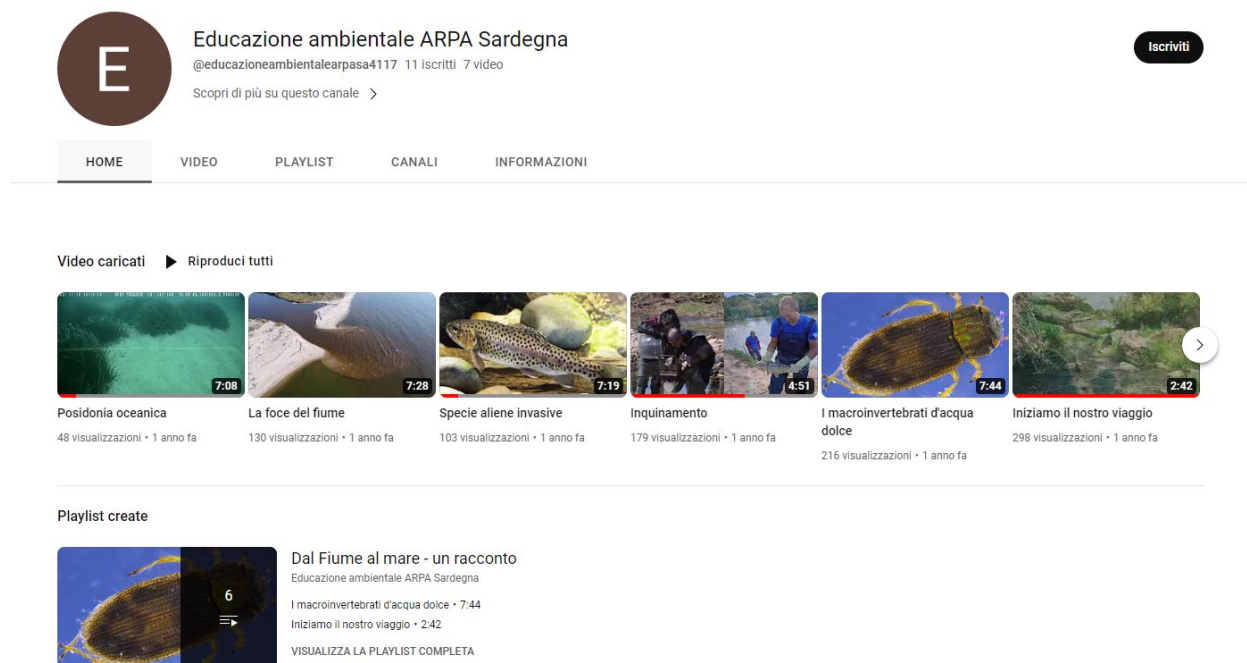 E
Educazione ambientale ARPA Sardegna
@educazioneambientalearpasa4117 11 iscritti 7 video
Scopri di più su questo canale
Iscriviti
HOME VIDEO PLAYLIST CANALI INFORMAZIONI
Video caricati Riproduci tutti
7:08 7:28 7:19 4:51 7:44 2:42
Posidonia oceanica
48 visualizzazioni • 1 anno fa
La foce del fiume
130 visualizzazioni • 1 anno fa
Specie aliene invasive
103 visualizzazioni • 1 anno fa
Inquinamento
179 visualizzazioni • 1 anno fa
I macroinvertebrati d'acqua
dolce
216 visualizzazioni • 1 anno fa
Iniziamo il nostro viaggio
298 visualizzazioni • 1 anno fa
Playlist create
6
Dal Fiume al mare - un racconto
Educazione ambientale ARPA Sardegna
I macroinvertebrati d'acqua dolce • 7:44
Iniziamo il nostro viaggio • 2:42
VISUALIZZA LA PLAYLIST COMPLETA